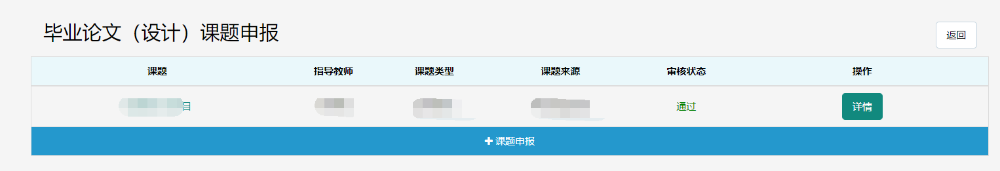 毕业论文（设计）课题申报
返回
课题 指导教师 课题类型 课题来源 审核状态 操作
通过 详情
课题申报